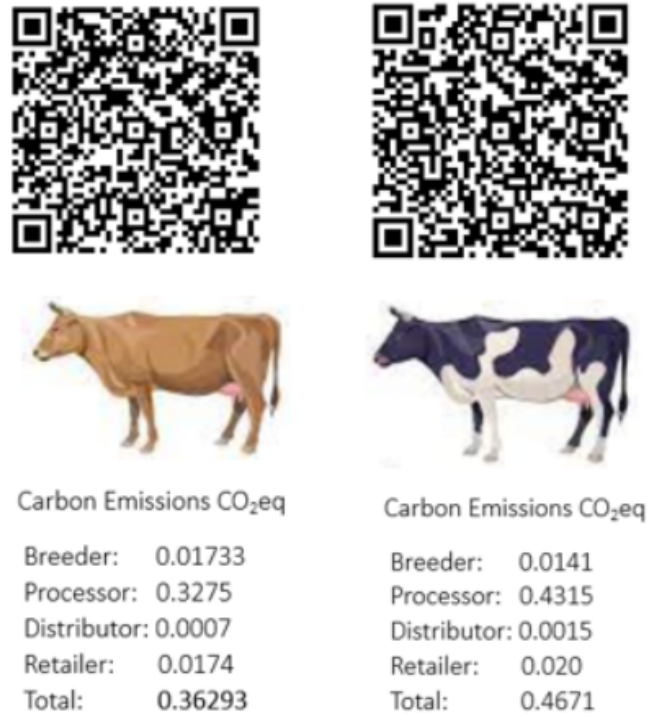 Carbon Emissions CO₂eq
Breeder: 0.01733
Processor: 0.3275
Distributor: 0.0007
Retailer: 0.0174
Total: 0.36293
Carbon Emissions CO₂eq
Breeder: 0.0141
Processor: 0.4315
Distributor: 0.0015
Retailer: 0.020
Total: 0.4671